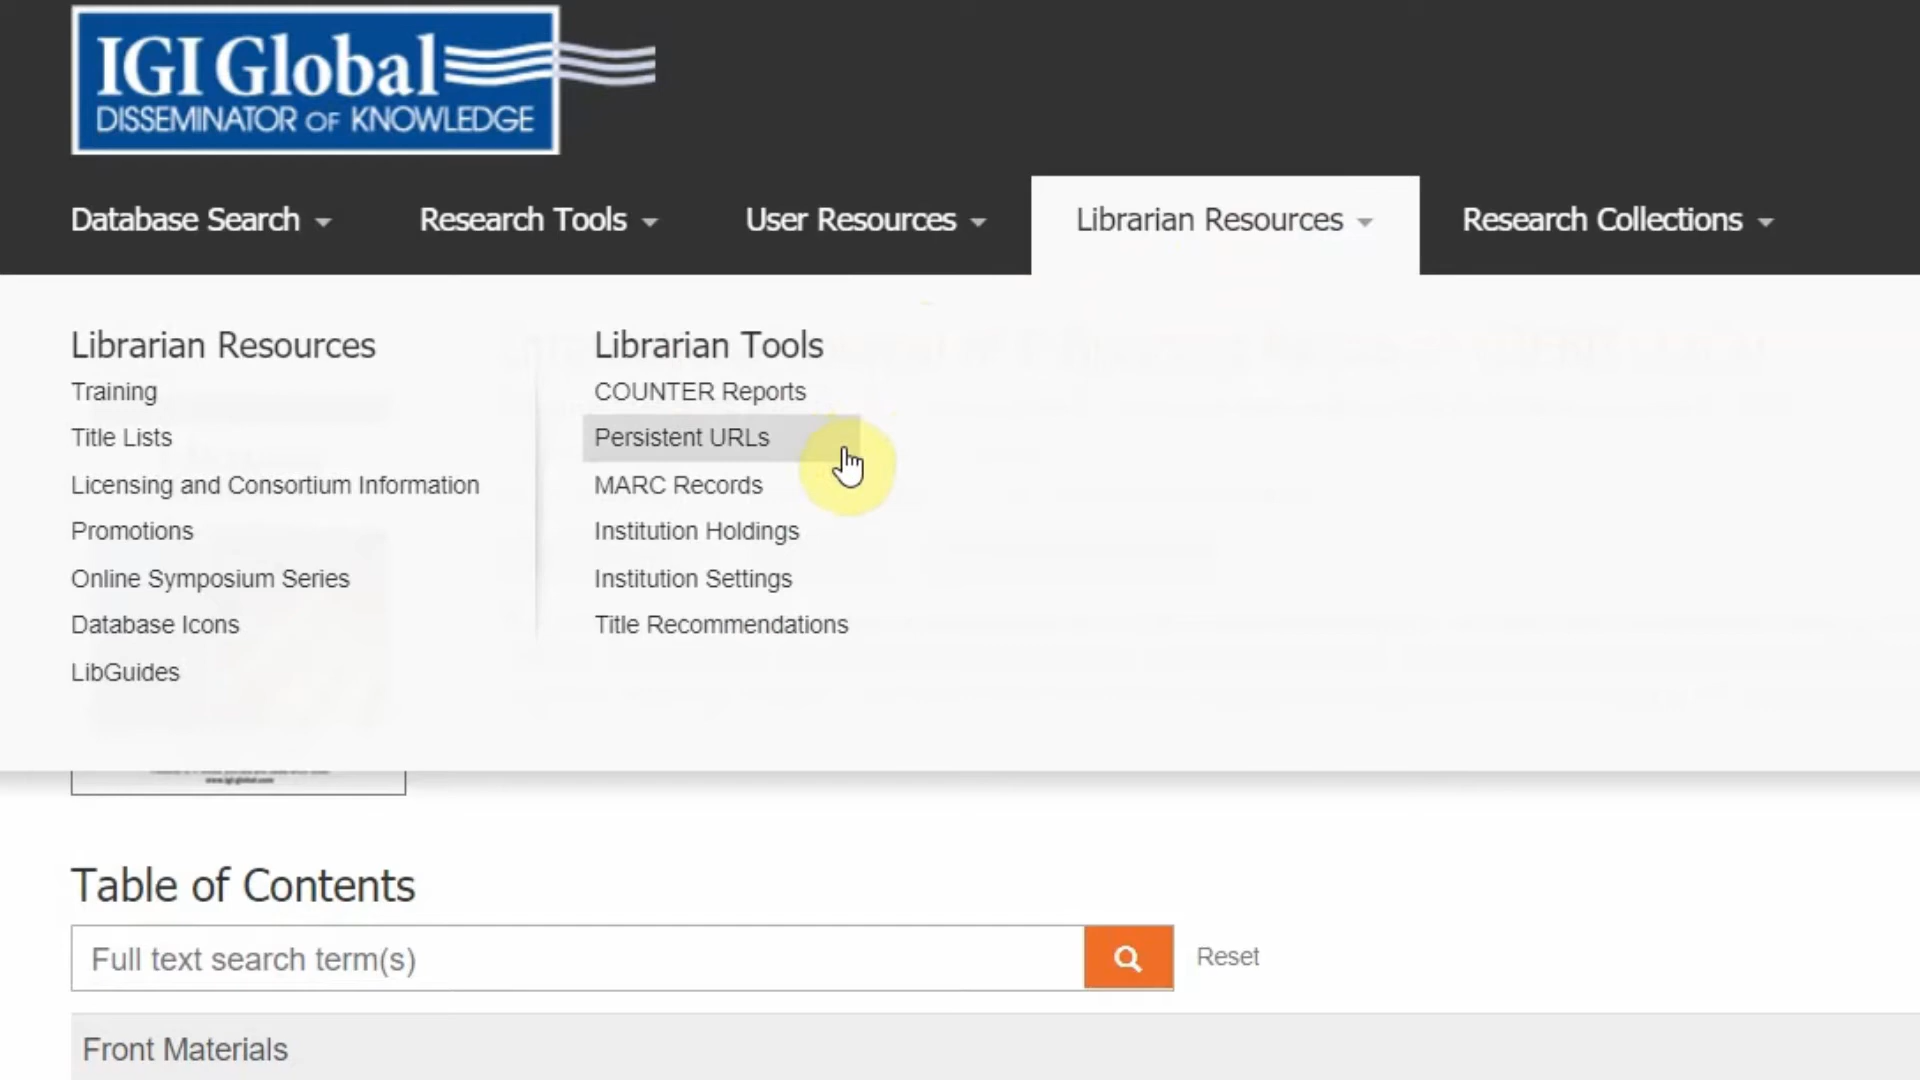 IGI Global
DISSEMINATOR OF KNOWLEDGE
Database Search
Research Tools
User Resources
Librarian Resources
Research Collections
Librarian Resources
Training
Title Lists
Licensing and Consortium Information
Promotions
Online Symposium Series
Database Icons
LibGuides
Librarian Tools
COUNTER Reports
Persistent URLs
MARC Records
Institution Holdings
Institution Settings
Title Recommendations
Table of Contents
Full text search term(s)
Reset
Front Materials